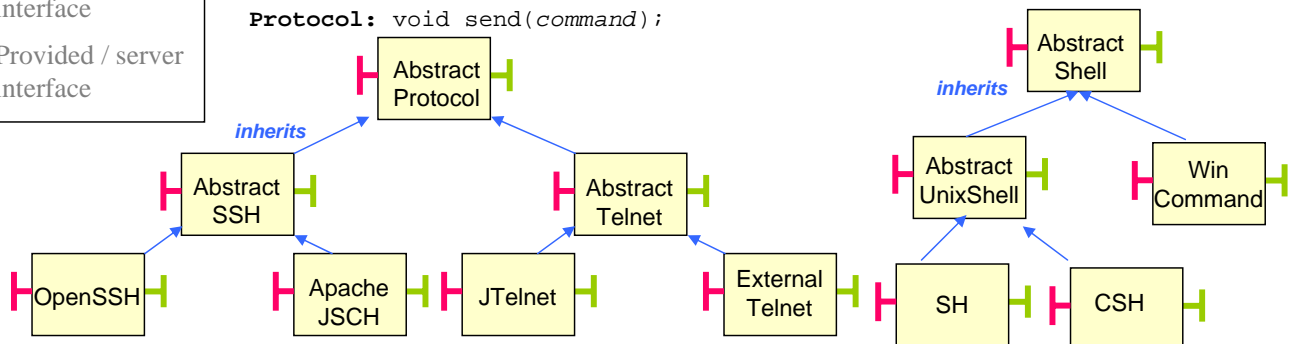 interface
Provided / server
interface
Protocol: void send(command);
Abstract
Protocol
inherits
Abstract
SSH
Abstract
Telnet
OpenSSH
Apache
JSCH
JTelnet
External
Telnet
Abstract
Shell
inherits
Abstract
UnixShell
Win
Command
SH
CSH